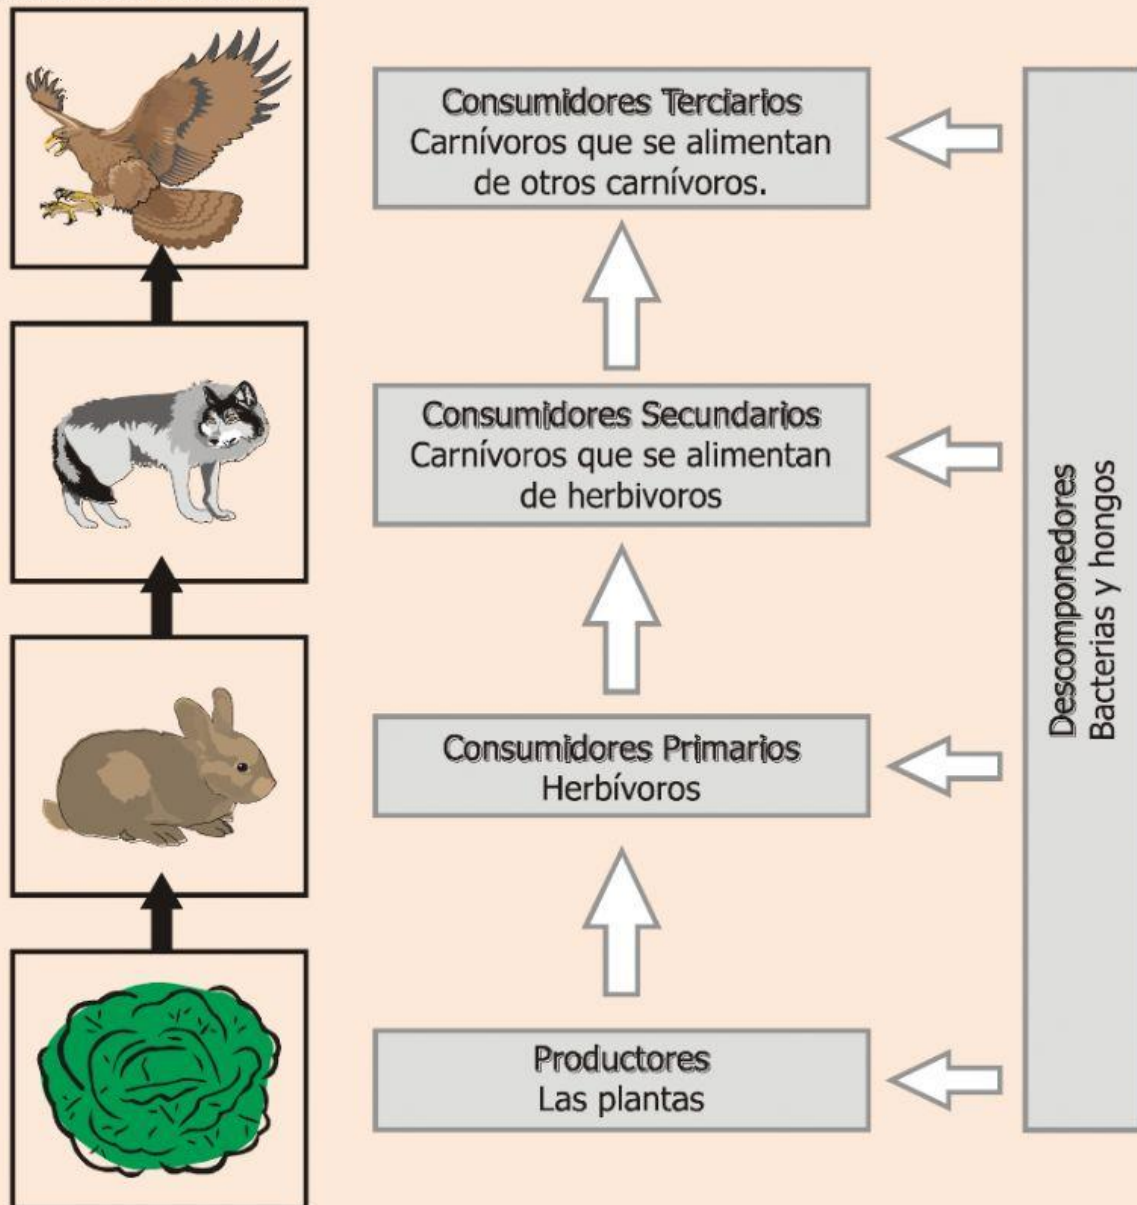 Consumidores Terciarios
Carnívoros que se alimentan
de otros carnívoros.
Consumidores Secundarios
Carnívoros que se alimentan
de herbivoros
Consumidores Primarios
Herbívoros
Productores
Las plantas
Descomponedores
Bacterias y hongos